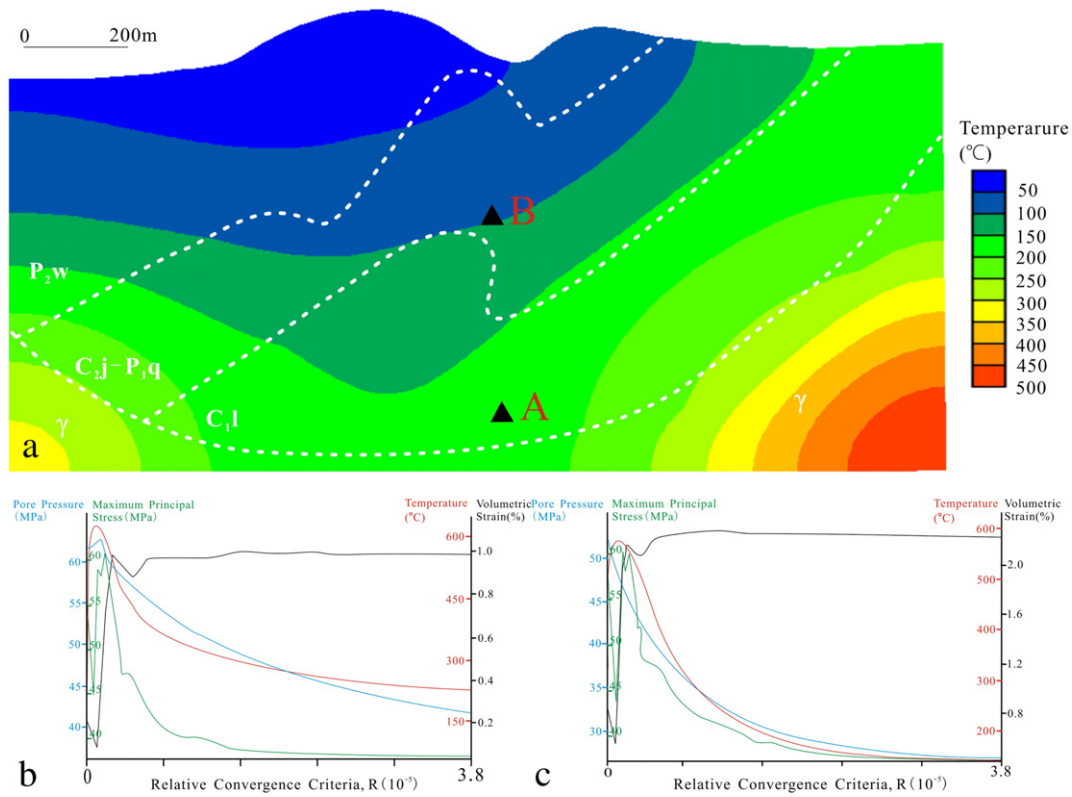 0 200m
Temperarure
(℃)
50
100
150
200
250
300
350
400
450
500
B
P₂w
C₂j-P₁q
C₁l
A
γ
γ
a
Pore Pressure
(MPa)
Maximum Principal
Stress(MPa)
Temperature
(℃)
Volumetric
Strain(%)
60
55
50
45
40
60
55
50
45
40
600
450
300
150
1.0
0.8
0.6
0.4
0.2
b
0
3.8
Relative Convergence Criteria, R(10⁻⁵)
Pore Pressure
(MPa)
Maximum Principal
Stress(MPa)
Temperature
(℃)
Volumetric
Strain(%)
50
45
40
35
30
60
55
50
45
40
600
500
400
300
200
2.0
1.6
1.2
0.8
c
0
3.8
Relative Convergence Criteria, R(10⁻⁵)